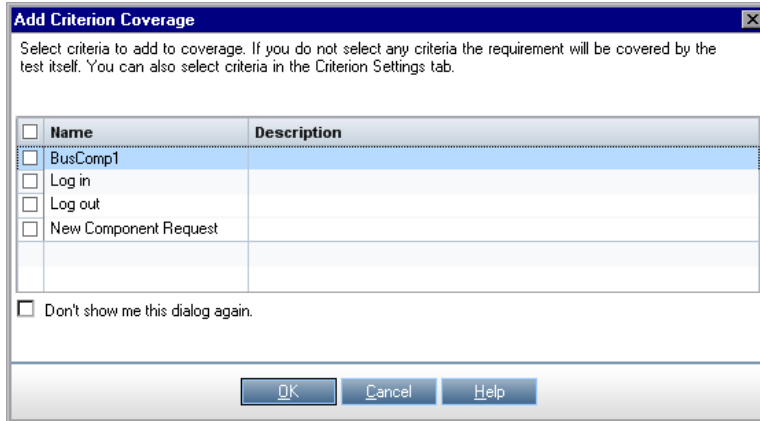 Add Criterion Coverage
Select criteria to add to coverage. If you do not select any criteria the requirement will be covered by the
test itself. You can also select criteria in the Criterion Settings tab.
Name Description
BusComp1
Log in
Log out
New Component Request
Don't show me this dialog again.
OK Cancel Help